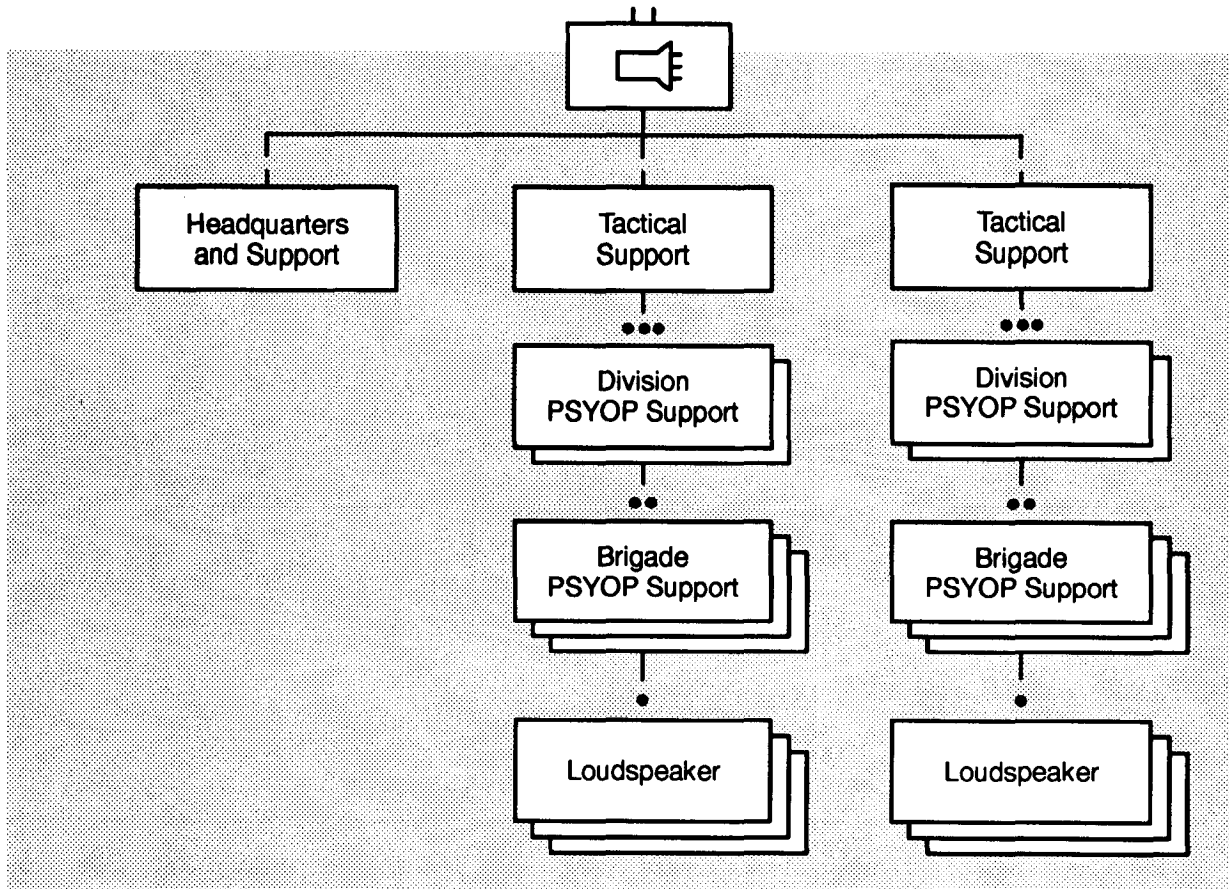 Headquarters
and Support
Tactical
Support
Tactical
Support
Division
PSYOP Support
Division
PSYOP Support
Brigade
PSYOP Support
Brigade
PSYOP Support
Loudspeaker
Loudspeaker